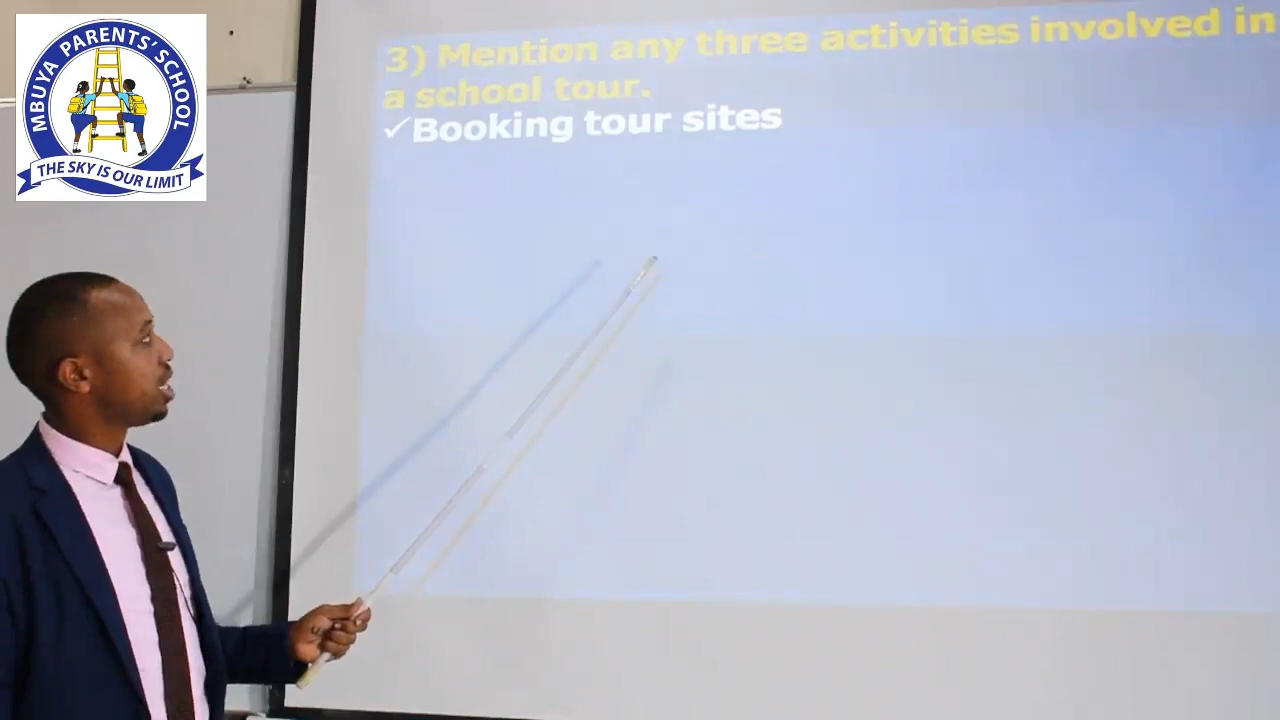 MBUYA PARENTS' SCHOOL
THE SKY IS OUR LIMIT
3) Mention any three activities involved in
a school tour.
✓Booking tour sites